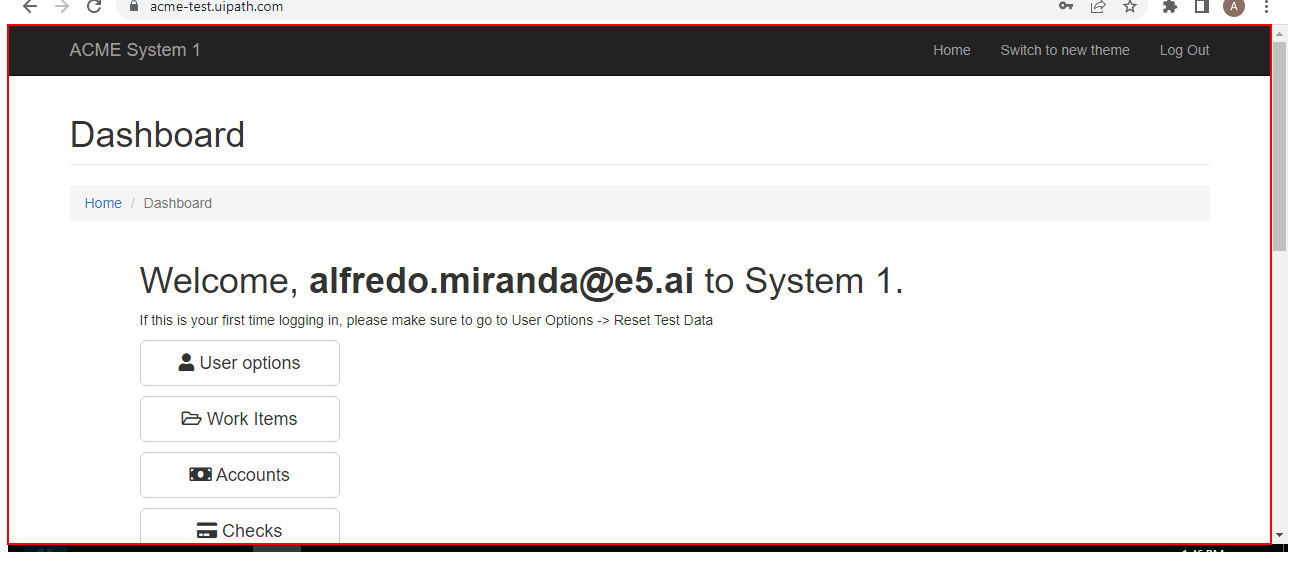 acme-test.uipath.com
A
ACME System 1 Home Switch to new theme Log Out
Dashboard
Home / Dashboard
Welcome, alfredo.miranda@e5.ai to System 1.
If this is your first time logging in, please make sure to go to User Options -> Reset Test Data
User options
Work Items
Accounts
Checks